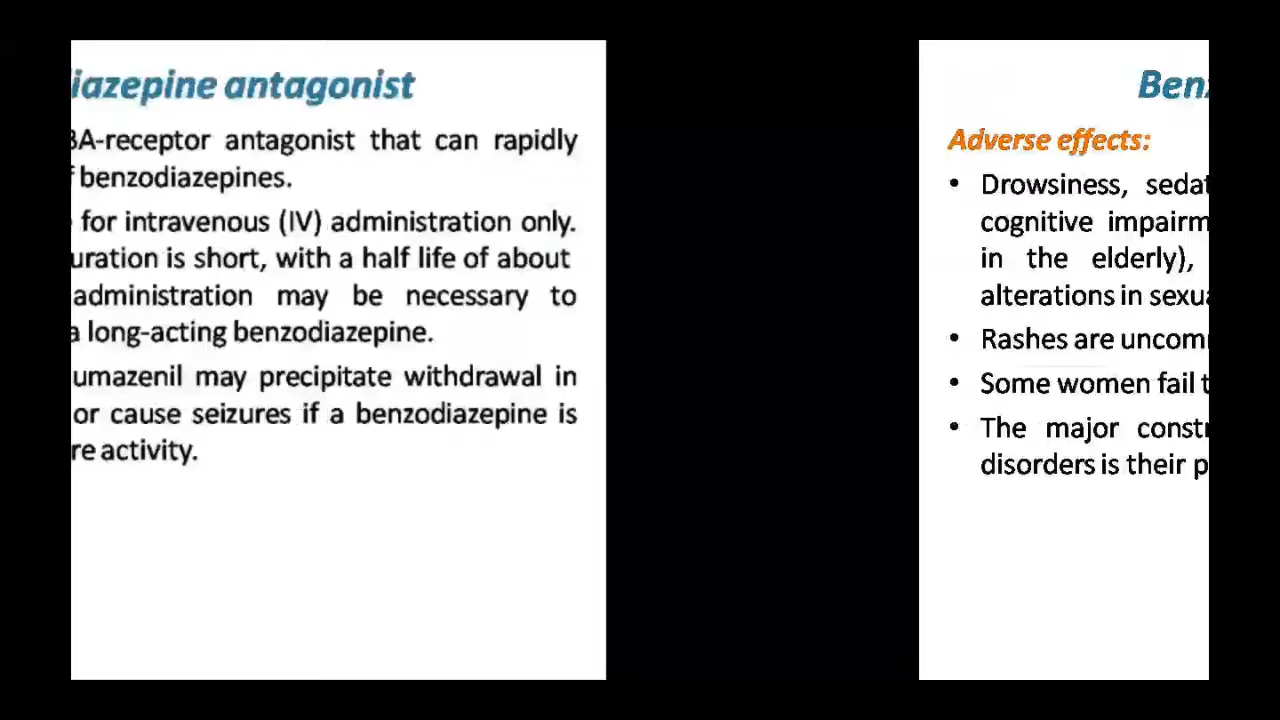 iazepine antagonist
BA-receptor antagonist that can rapidly
f benzodiazepines.
for intravenous (IV) administration only.
uration is short, with a half life of about
administration may be necessary to
a long-acting benzodiazepine.
umazenil may precipitate withdrawal in
or cause seizures if a benzodiazepine is
re activity.
Benz
Adverse effects:
• Drowsiness, sedat
cognitive impairm
in the elderly),
alterations in sexua
• Rashes are uncomm
• Some women fail t
• The major constr
disorders is their p